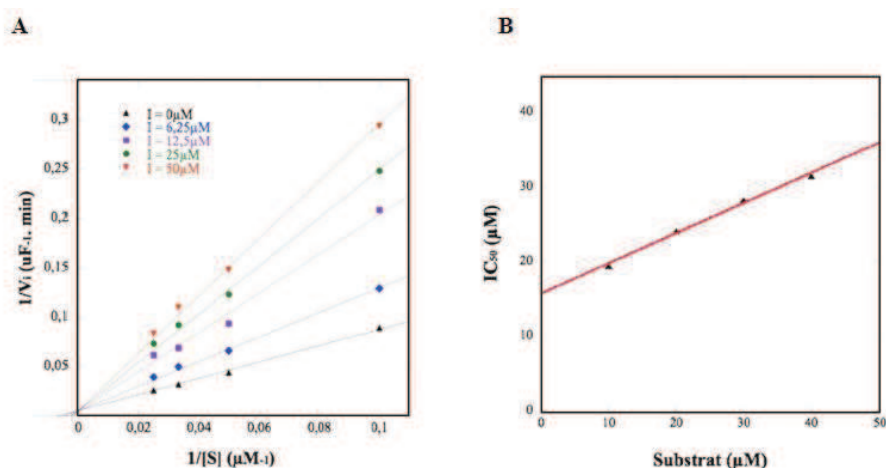 A
B
I = 0µM
I = 6,25µM
I = 12,5µM
I = 25µM
I = 50µM
0,3
0,25
0,2
0,15
0,1
0,05
0
0,02
0,04
0,06
0,08
0,1
1/Vi (uF-1. min)
1/[S] (µM-1)
40
30
20
10
0
0
10
20
30
40
50
IC50 (µM)
Substrat (µM)